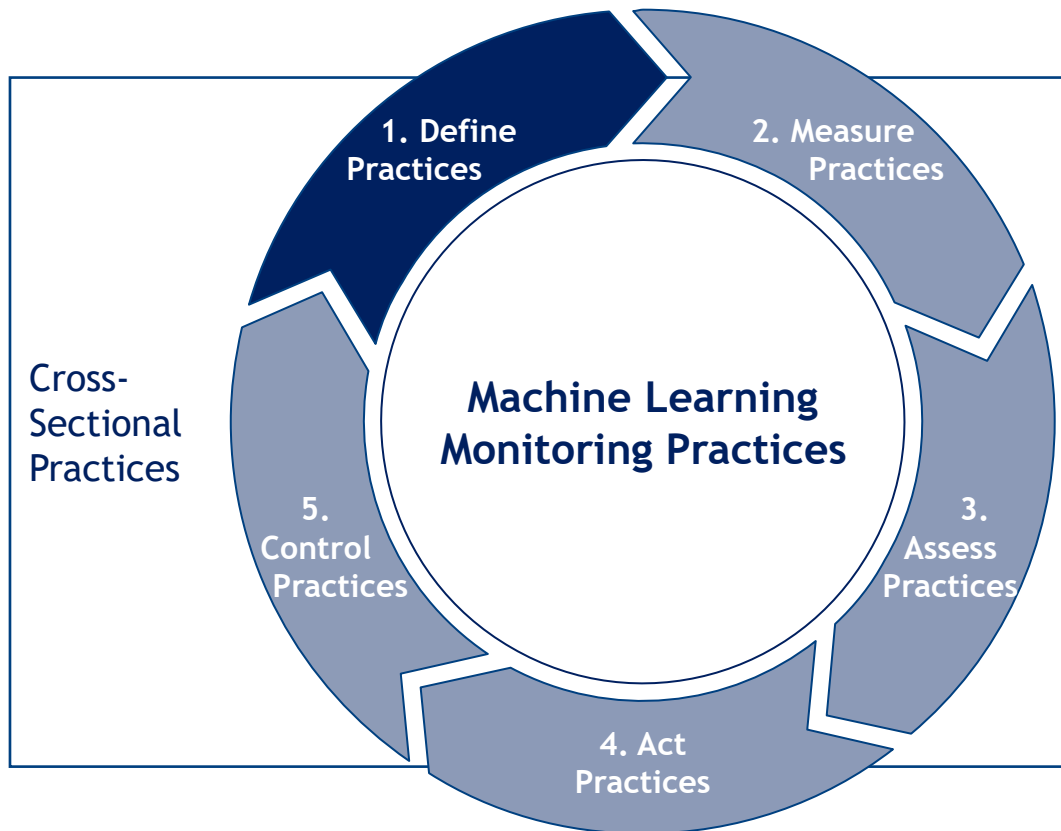 1. Define
Practices
2. Measure
Practices
Cross-
Sectional
Practices
Machine Learning
Monitoring Practices
3.
Assess
Practices
4. Act
Practices
5.
Control
Practices